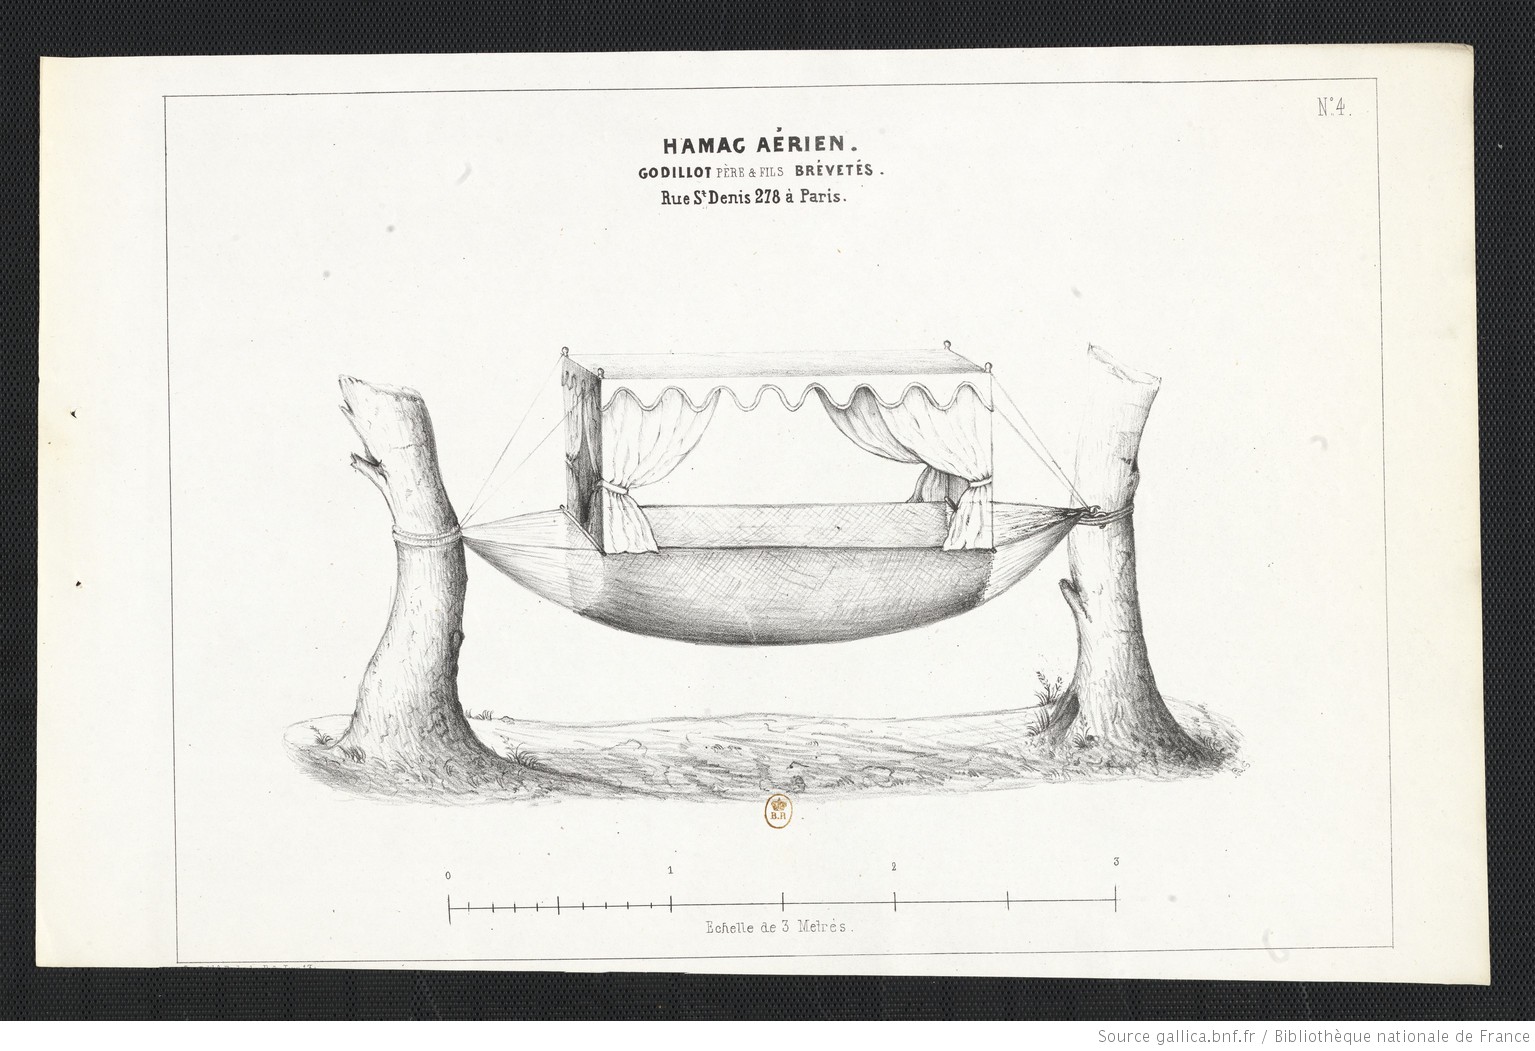 N° 4.
HAMAC AÉRIEN.
GODILLOT PÈRE & FILS BRÉVETÉS.
Rue St Denis 278 à Paris.
B.R
0 1 2 3
Echelle de 3 Metrès.
Source gallica.bnf.fr / Bibliothèque nationale de France